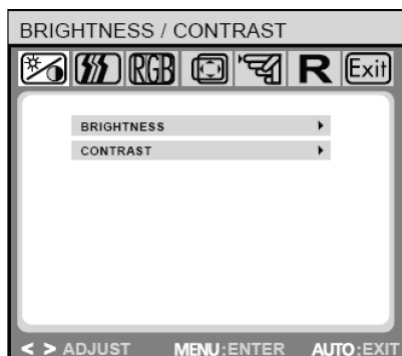 BRIGHTNESS / CONTRAST
RGB R Exit
BRIGHTNESS
CONTRAST
< > ADJUST MENU:ENTER AUTO:EXIT